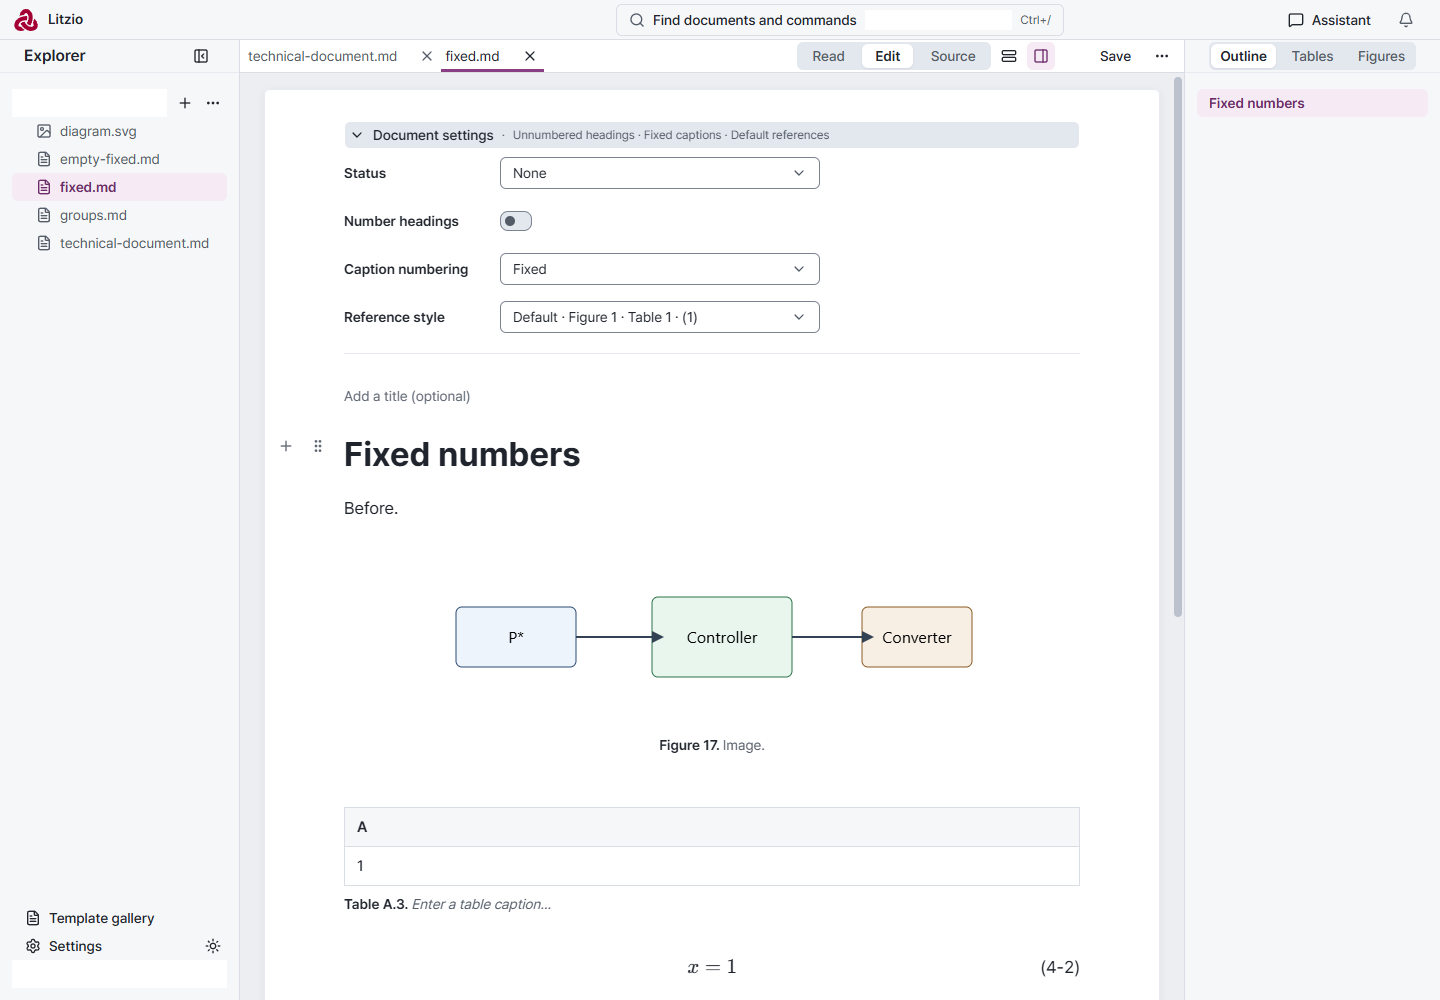 Litzio
Find documents and commands
Ctrl+/
Assistant
Explorer
technical-document.md
fixed.md
Read
Edit
Source
Save
Outline
Tables
Figures
diagram.svg
empty-fixed.md
fixed.md
groups.md
technical-document.md
Template gallery
Settings
Document settings · Unnumbered headings · Fixed captions · Default references
Status
None
Number headings
Caption numbering
Fixed
Reference style
Default · Figure 1 · Table 1 · (1)
Add a title (optional)
Fixed numbers
Before.
P*
Controller
Converter
Figure 17. Image.
A
1
Table A.3. Enter a table caption...
x = 1
(4-2)
Fixed numbers